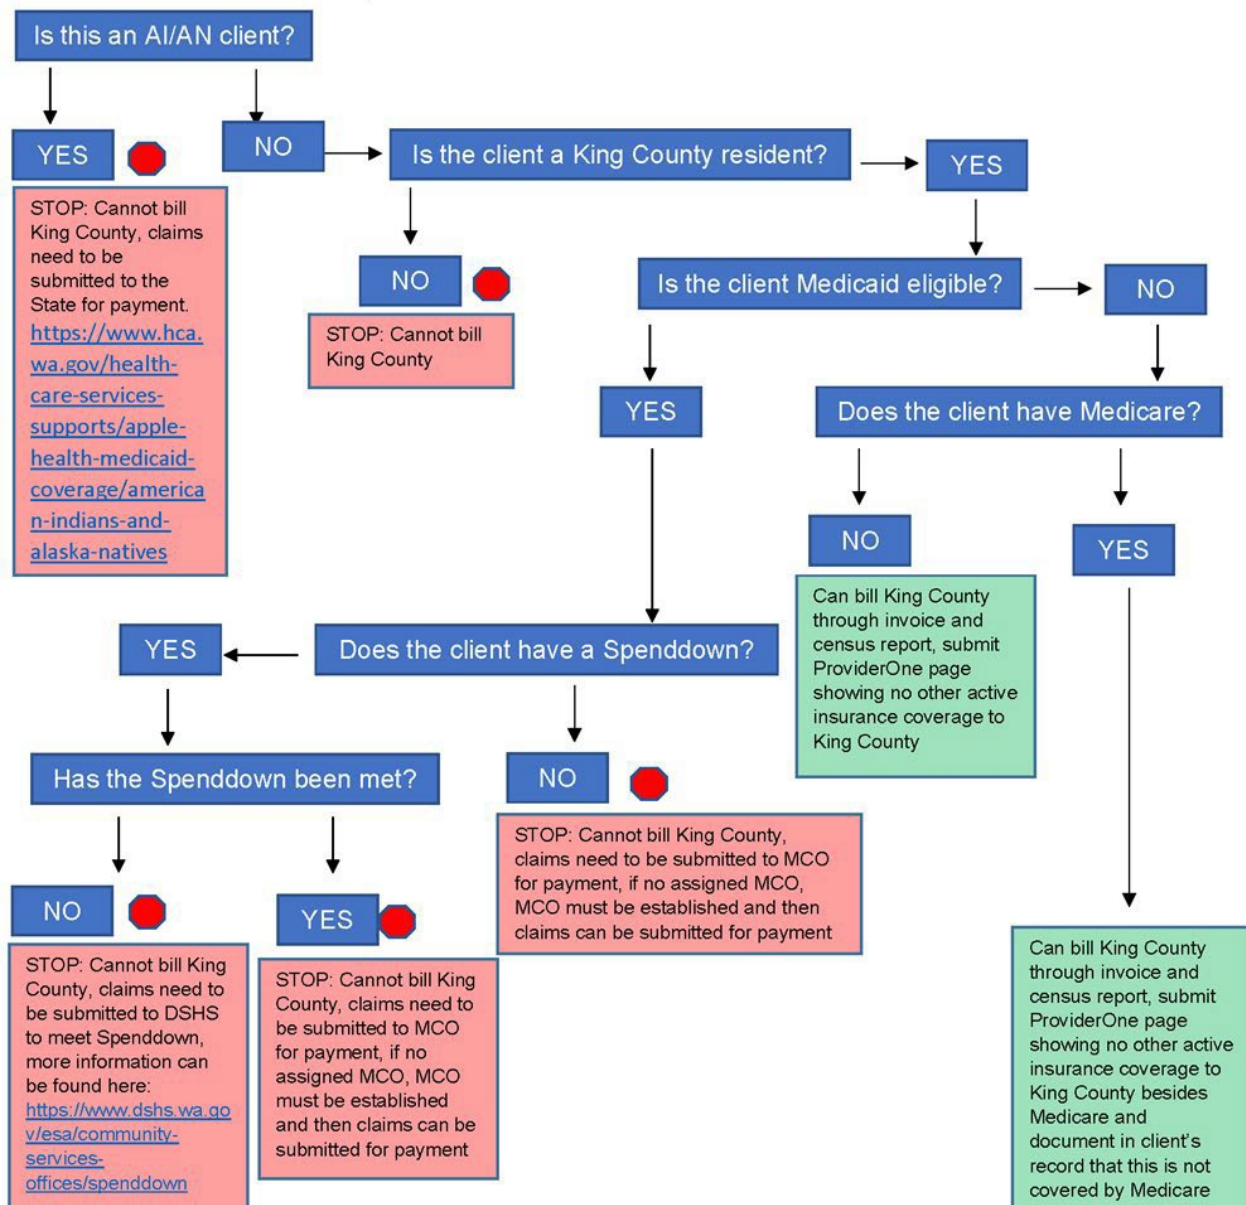 Is this an AI/AN client?
YES
NO
Is the client a King County resident?
YES
STOP: Cannot bill
King County, claims
need to be
submitted to the
State for payment.
https://www.hca.
wa.gov/health-
care-services-
supports/apple-
health-medicaid-
coverage/america
n-indians-and-
alaska-natives
NO
STOP: Cannot bill
King County
Is the client Medicaid eligible?
NO
YES
Does the client have Medicare?
NO
Can bill King County
through invoice and
census report, submit
ProviderOne page
showing no other active
insurance coverage to
King County
YES
Can bill King County
through invoice and
census report, submit
ProviderOne page
showing no other active
insurance coverage to
King County besides
Medicare and
document in client's
record that this is not
covered by Medicare
Does the client have a Spenddown?
YES
NO
STOP: Cannot bill King County,
claims need to be submitted to MCO
for payment, if no assigned MCO,
MCO must be established and then
claims can be submitted for payment
Has the Spenddown been met?
NO
STOP: Cannot bill King
County, claims need to
be submitted to DSHS
to meet Spenddown,
more information can
be found here:
https://www.dshs.wa.go
v/esa/community-
services-
offices/spenddown
YES
STOP: Cannot bill King
County, claims need to
be submitted to MCO
for payment, if no
assigned MCO, MCO
must be established
and then claims can be
submitted for payment